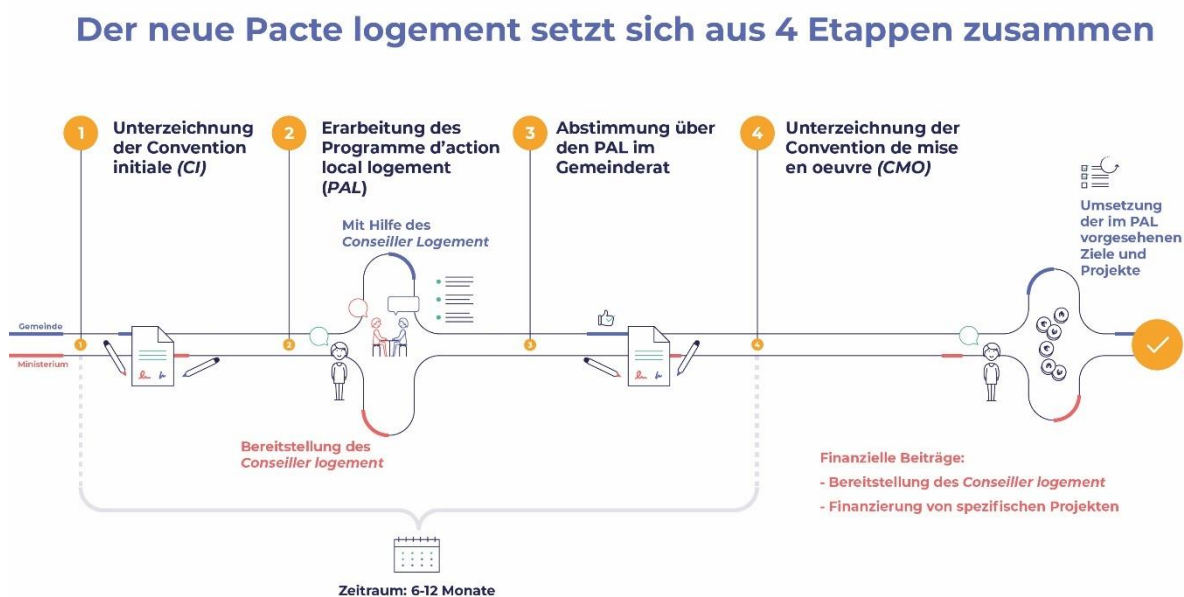 Der neue Pacte logement setzt sich aus 4 Etappen zusammen
1
Unterzeichnung
der Convention
initiale (CI)
2
Erarbeitung des
Programme d'action
local logement
(PAL)
3
Abstimmung über
den PAL im
Gemeinderat
4
Unterzeichnung der
Convention de mise
en oeuvre (CMO)
Mit Hilfe des
Conseiller Logement
Umsetzung
der im PAL
vorgesehenen
Ziele und
Projekte
Gemeinde
1
2
3
4
Ministerium
Bereitstellung des
Conseiller logement
Finanzielle Beiträge:
- Bereitstellung des Conseiller logement
- Finanzierung von spezifischen Projekten
Zeitraum: 6-12 Monate